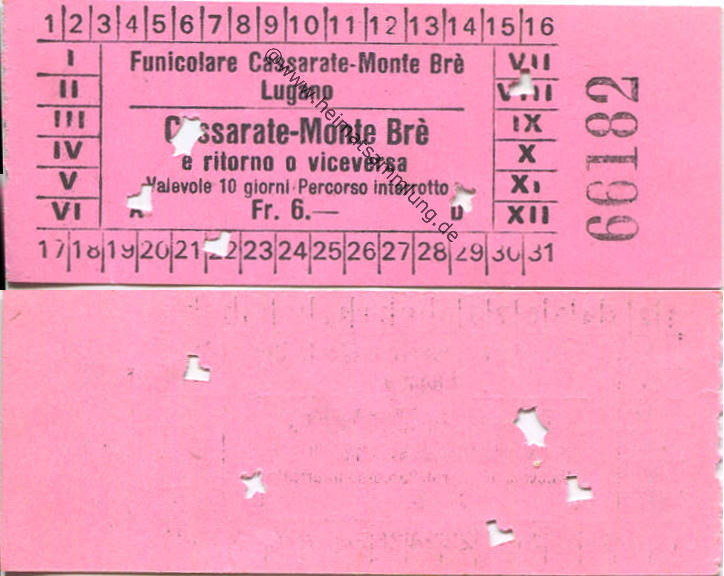 1 2 3 4 5 6 7 8 9 10 11 12 13 14 15 16
I
II
III
IV
V
VI
Funicolare Cassarate-Monte Brè
Lugano
Cassarate-Monte Brè
e ritorno o viceversa
Valevole 10 giorni Percorso interrotto
A Fr. 6.— D
VII
VIII
IX
X
XI
XII
17 18 19 20 21 22 23 24 25 26 27 28 29 30 31
66182
@www.heimatsammlung.de